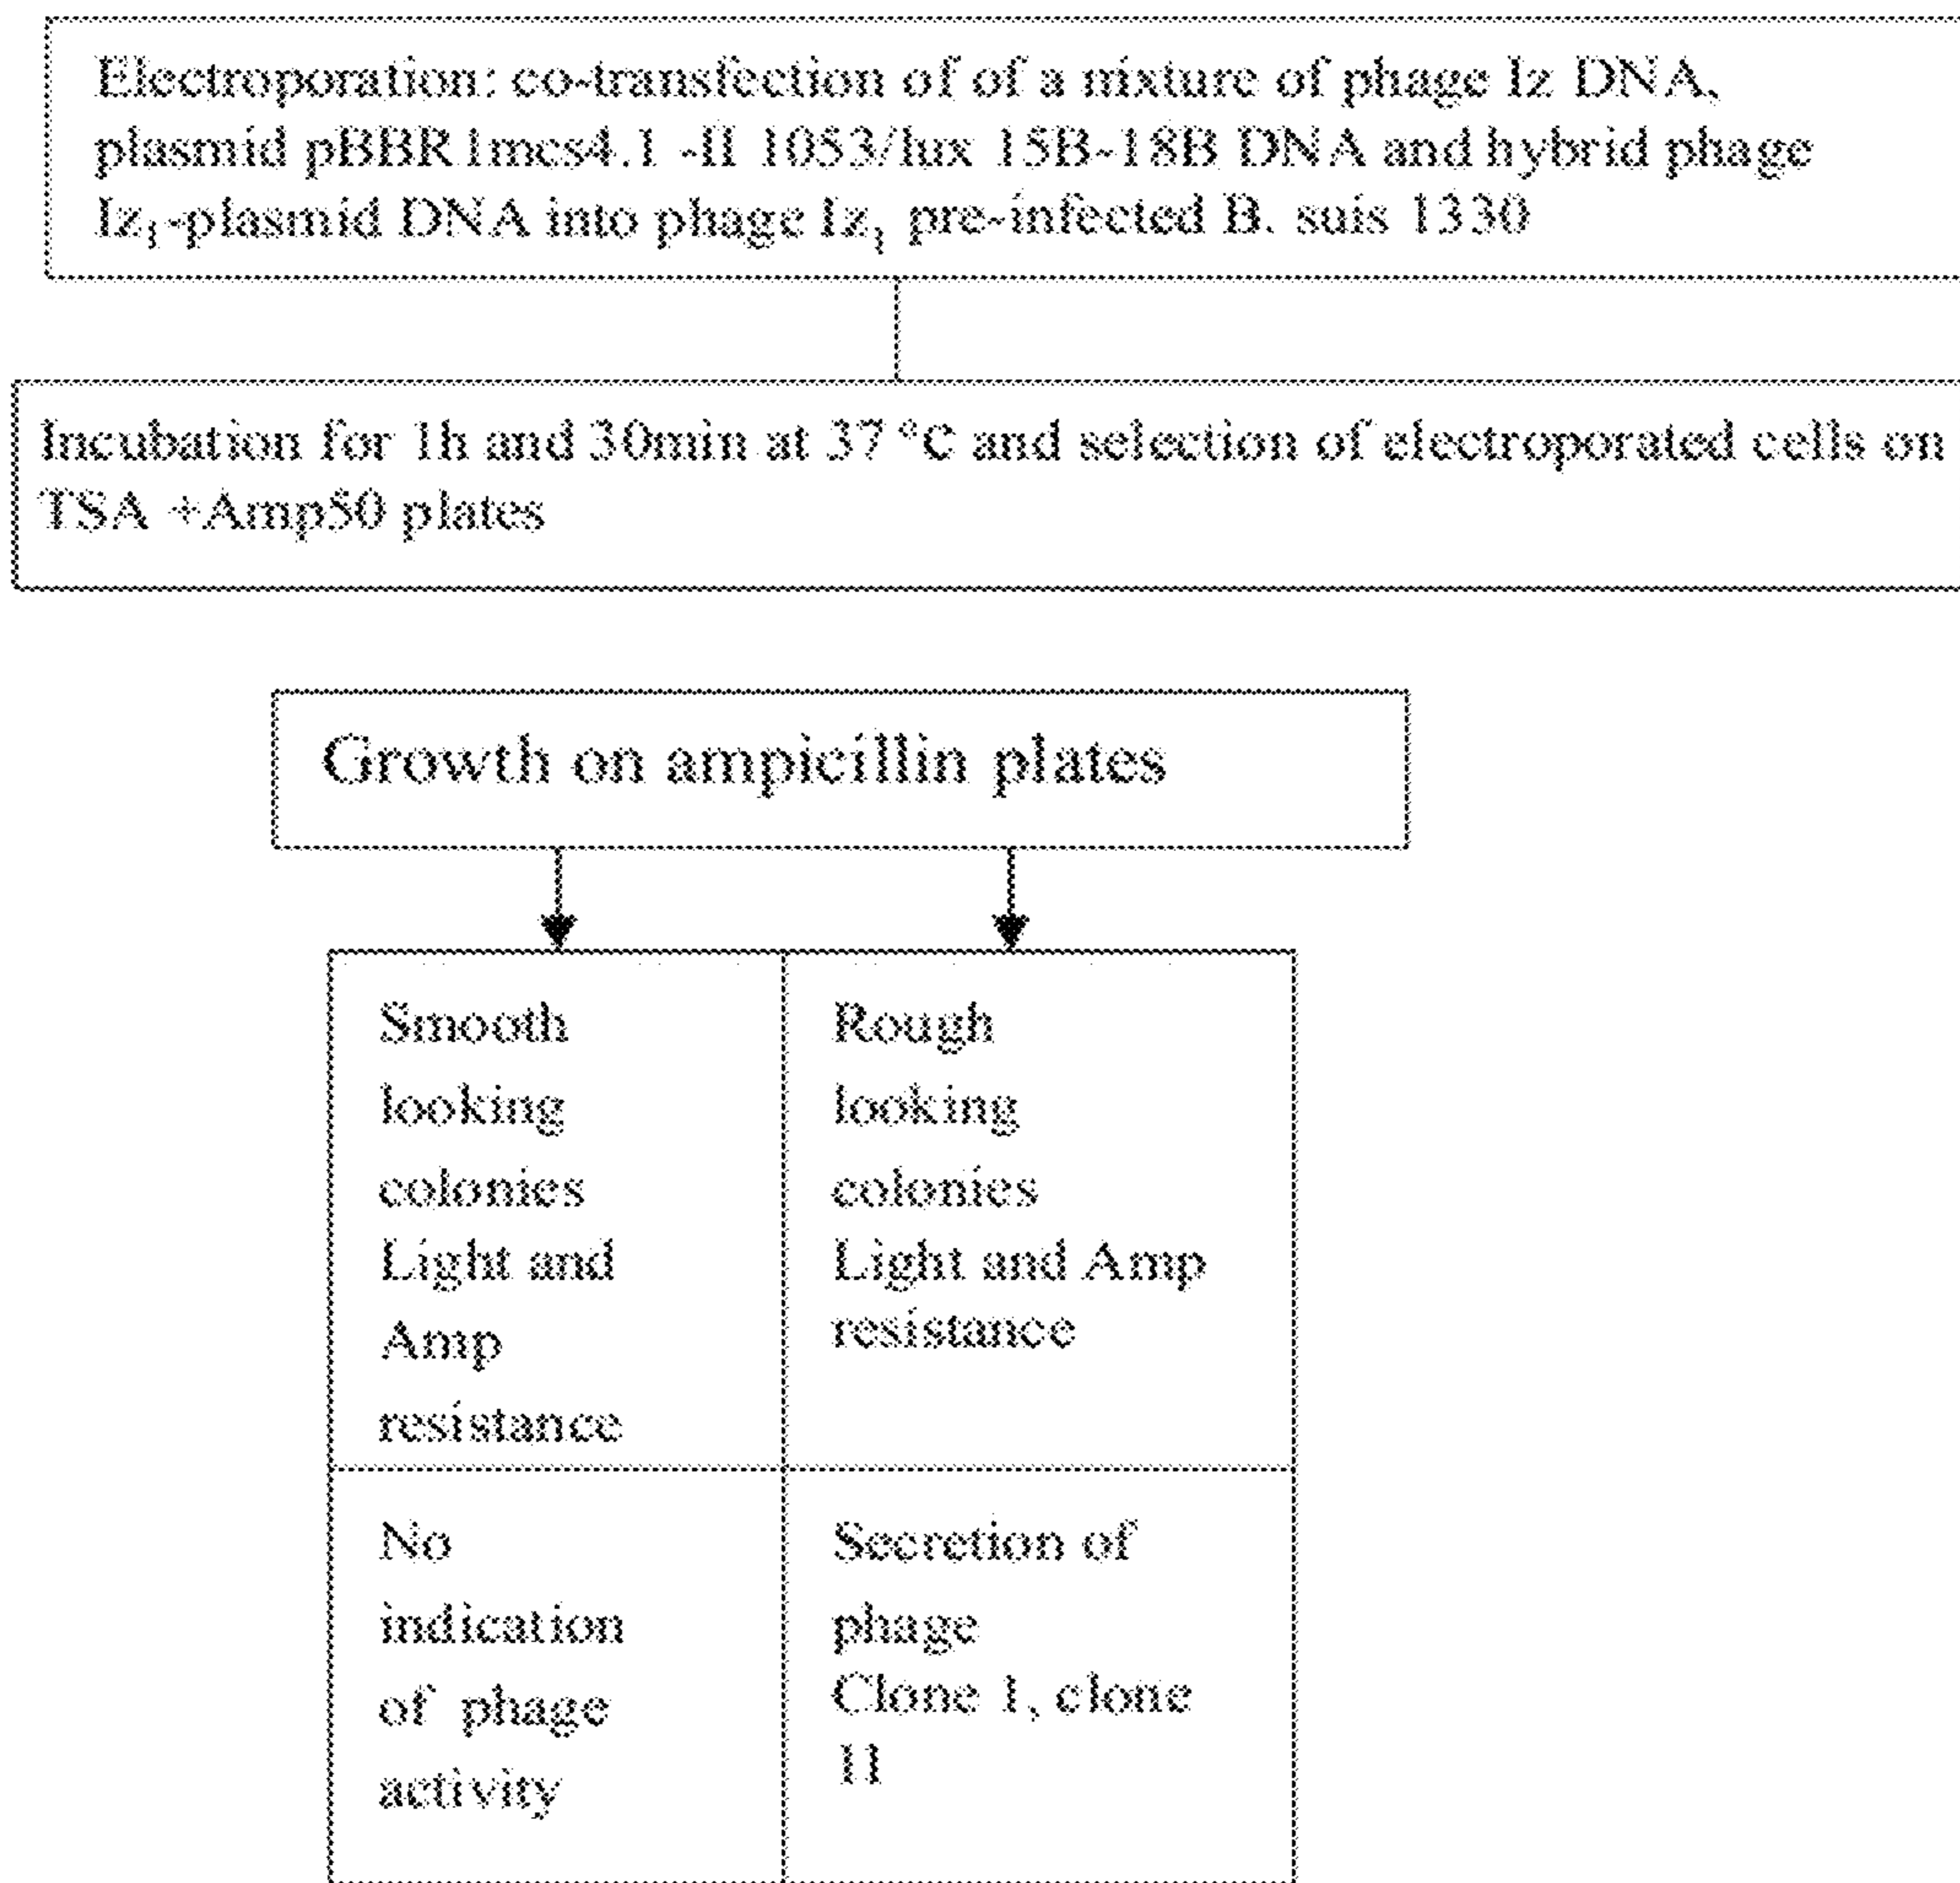 Electroporation: co-transfection of of a mixture of phage Iz DNA,
plasmid pBBR1mcs4.1 -II 1053/lux 15B-18B DNA and hybrid phage
Iz₁-plasmid DNA into phage Iz₁ pre-infected B. suis 1330
Incubation for 1h and 30min at 37 °C and selection of electroporated cells on
TSA +Amp50 plates
Growth on ampicillin plates
Smooth
looking
colonies
Light and
Amp
resistance
Rough
looking
colonies
Light and Amp
resistance
No
indication
of phage
activity
Secretion of
phage
Clone 1, clone
11